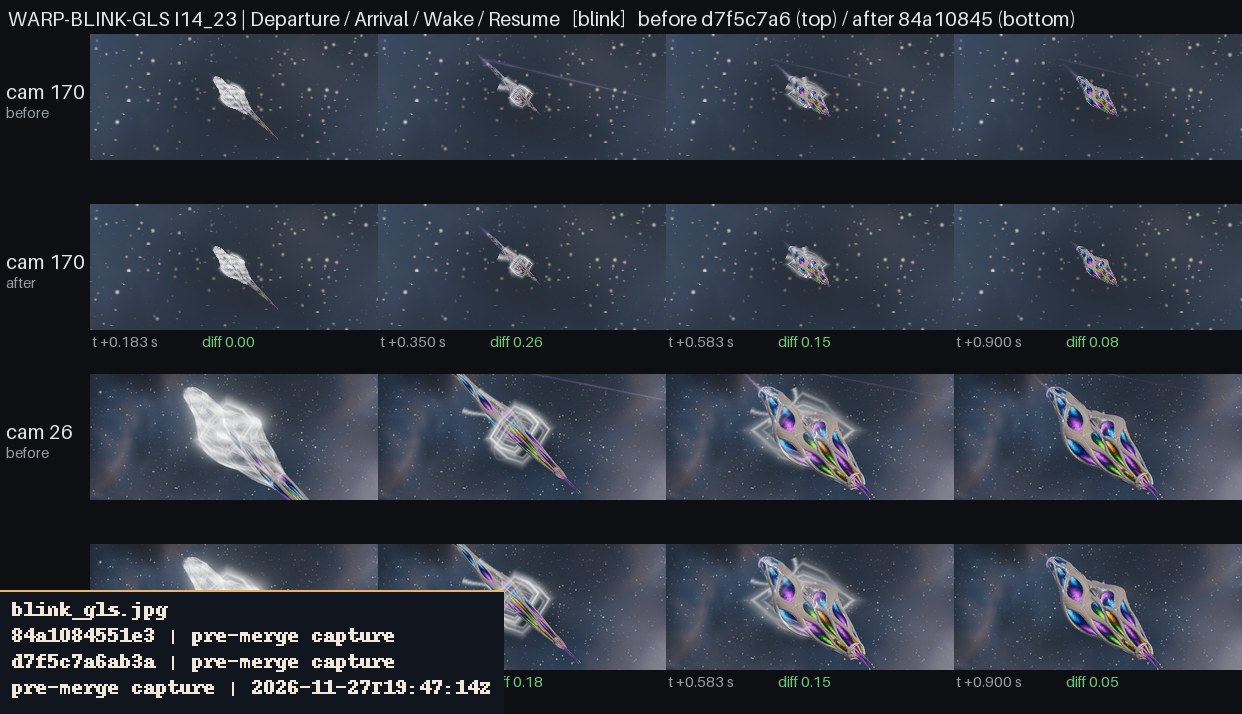 WARP-BLINK-GLS I14_23 | Departure / Arrival / Wake / Resume [blink] before d7f5c7a6 (top) / after 84a10845 (bottom)
cam 170
before
cam 170
after
t +0.183 s diff 0.00 t +0.350 s diff 0.26 t +0.583 s diff 0.15 t +0.900 s diff 0.08
cam 26
before
ff 0.18 t +0.583 s diff 0.15 t +0.900 s diff 0.05
blink_gls.jpg
84a1084551e3 | pre-merge capture
d7f5c7a6ab3a | pre-merge capture
pre-merge capture | 2026-11-27T19:47:14Z